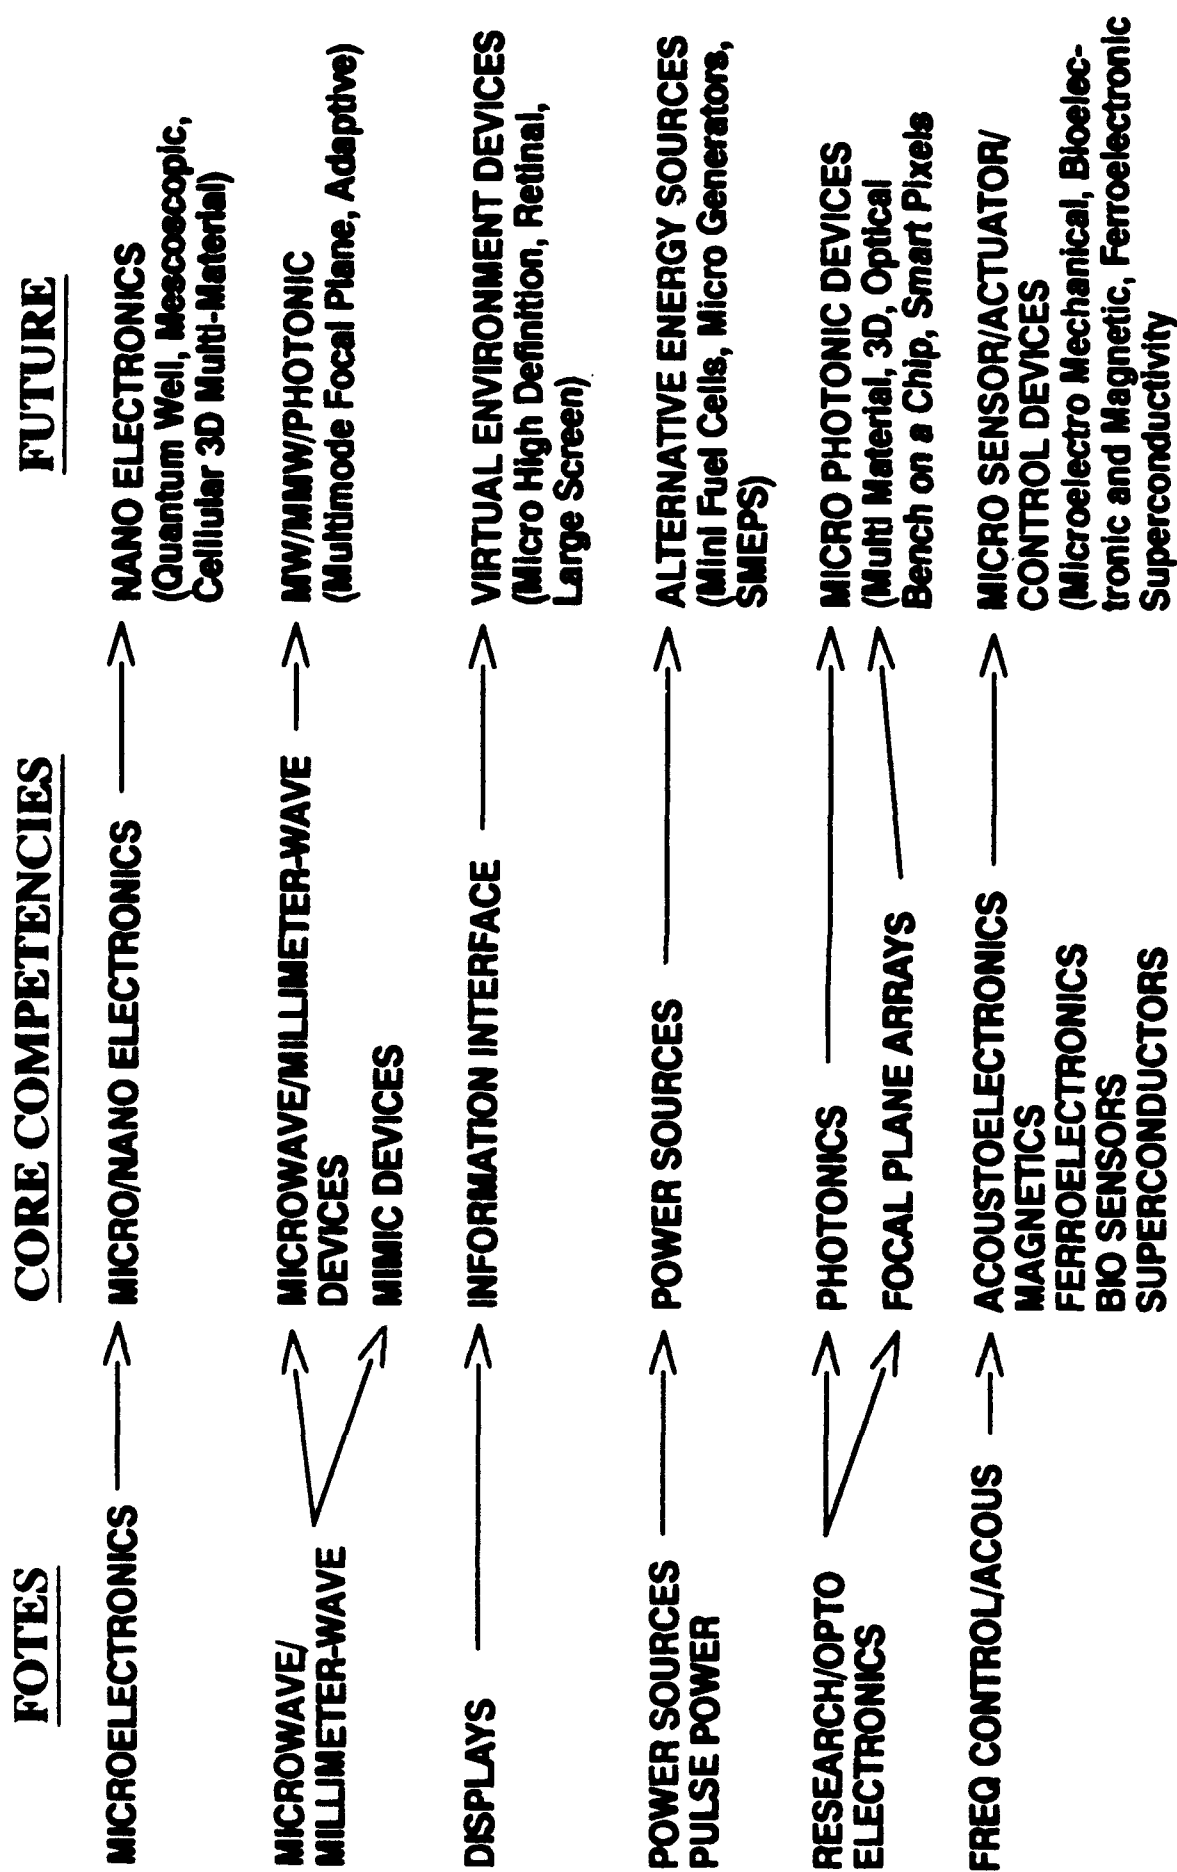 FOTES
CORE COMPETENCIES
FUTURE
MICROELECTRONICS
MICRO/NANO ELECTRONICS
NANO ELECTRONICS
(Quantum Well, Mescoscopic,
Cellular 3D Multi-Material)
MICROWAVE/
MILLIMETER-WAVE
MICROWAVE/MILLIMETER-WAVE
DEVICES
MIMIC DEVICES
MW/MMW/PHOTONIC
(Multimode Focal Plane, Adaptive)
DISPLAYS
INFORMATION INTERFACE
VIRTUAL ENVIRONMENT DEVICES
(Micro High Definition, Retinal,
Large Screen)
POWER SOURCES
PULSE POWER
POWER SOURCES
ALTERNATIVE ENERGY SOURCES
(Mini Fuel Cells, Micro Generators,
SMEPS)
RESEARCH/OPTO
ELECTRONICS
PHOTONICS
FOCAL PLANE ARRAYS
MICRO PHOTONIC DEVICES
(Multi Material, 3D, Optical
Bench on a Chip, Smart Pixels
FREQ CONTROL/ACOUS
ACOUSTOELECTRONICS
MAGNETICS
FERROELECTRONICS
BIO SENSORS
SUPERCONDUCTORS
MICRO SENSOR/ACTUATOR/
CONTROL DEVICES
(Microelectro Mechanical, Bioelec-
tronic and Magnetic, Ferroelectronic
Superconductivity